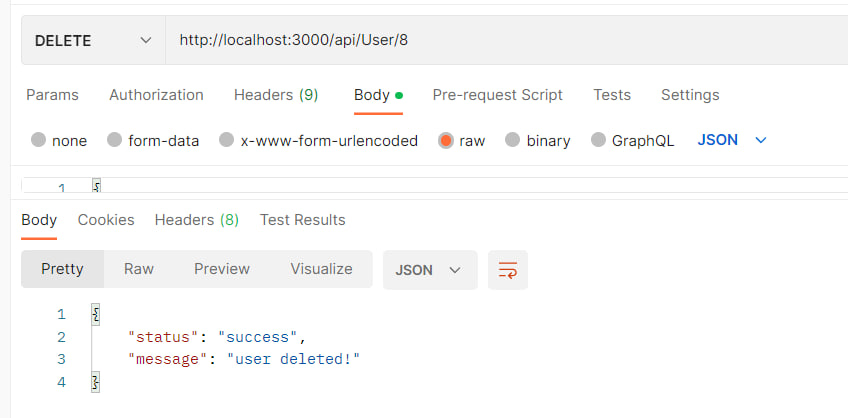 DELETE http://localhost:3000/api/User/8
Params Authorization Headers (9) Body Pre-request Script Tests Settings
none form-data x-www-form-urlencoded raw binary GraphQL JSON
1 {
Body Cookies Headers (8) Test Results
Pretty Raw Preview Visualize JSON
1 {
2 "status": "success",
3 "message": "user deleted!"
4 }